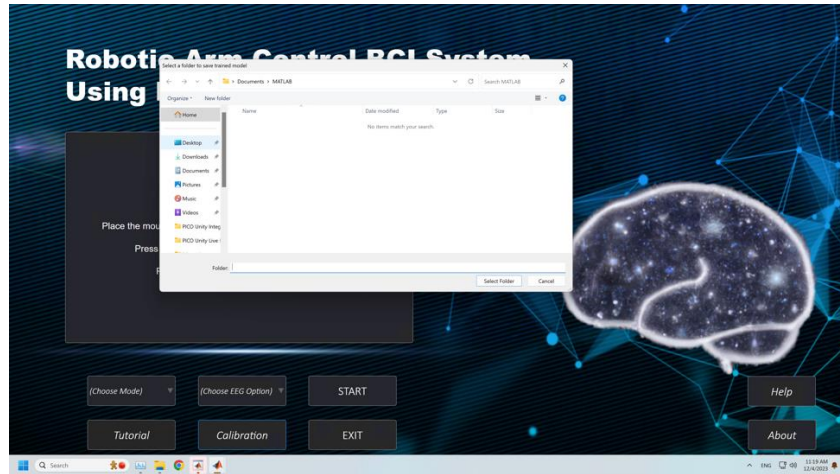 Robotic Arm Control BCI System
Using
Select a folder to save trained model
Documents > MATLAB
Search MATLAB
Organize
New folder
Name
Date modified
Type
Size
No items match your search.
Home
Desktop
Downloads
Documents
Pictures
Music
Videos
PICO Unity Integ
PICO Unity Live
Folder:
Select Folder
Cancel
Place the mou
Press
(Choose Mode)
(Choose EEG Option)
START
Help
Tutorial
Calibration
EXIT
About
Search
ENG
11:19 AM
12/4/2023